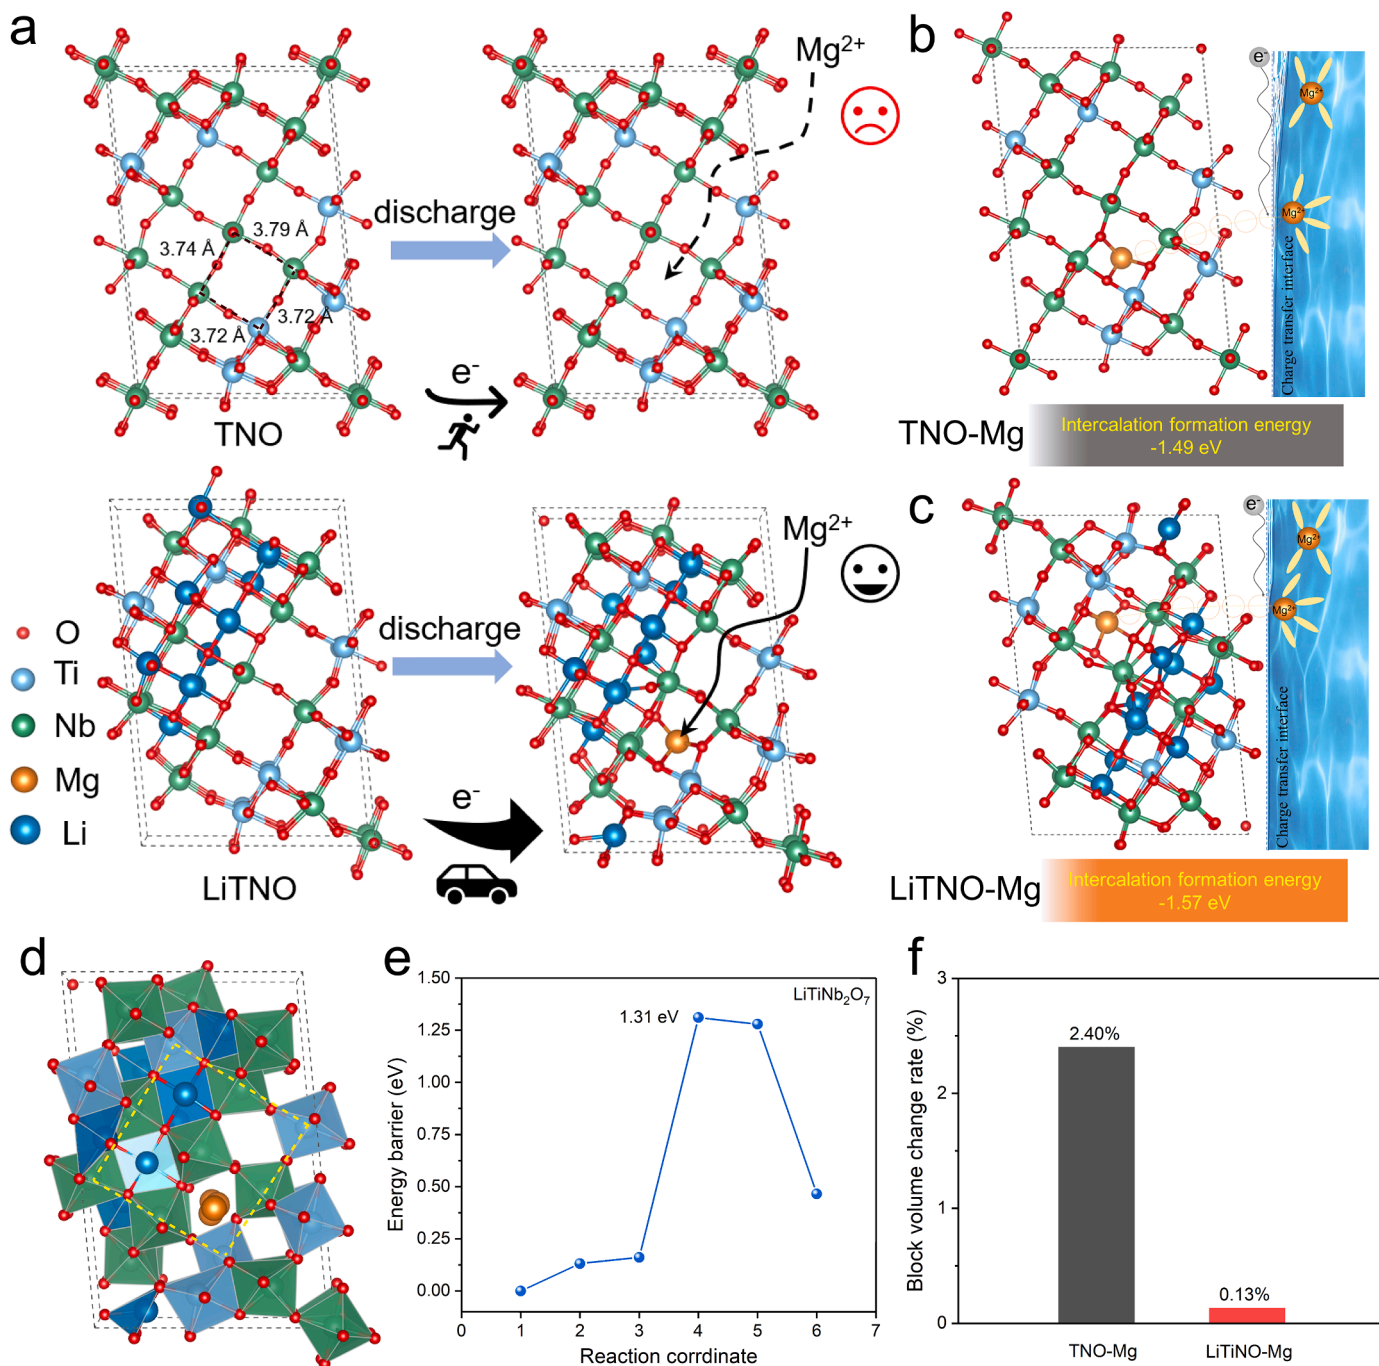 a
Mg²⁺
3.79 Å
3.74 Å
3.72 Å
3.72 Å
discharge
e⁻
TNO
b
e⁻
Mg²⁺
Mg²⁺
Charge transfer interface
TNO-Mg
Intercalation formation energy
-1.49 eV
O
Ti
Nb
Mg
Li
discharge
Mg²⁺
e⁻
LiTNO
c
e⁻
Mg²⁺
Mg²⁺
Charge transfer interface
LiTNO-Mg
Intercalation formation energy
-1.57 eV
d
e
1.50
1.25
1.00
0.75
0.50
0.25
0.00
Energy barrier (eV)
LiTiNb₂O₇
1.31 eV
0 1 2 3 4 5 6 7
Reaction corrdinate
f
3
2
1
0
Block volume change rate (%)
2.40%
0.13%
TNO-Mg LiTiNO-Mg